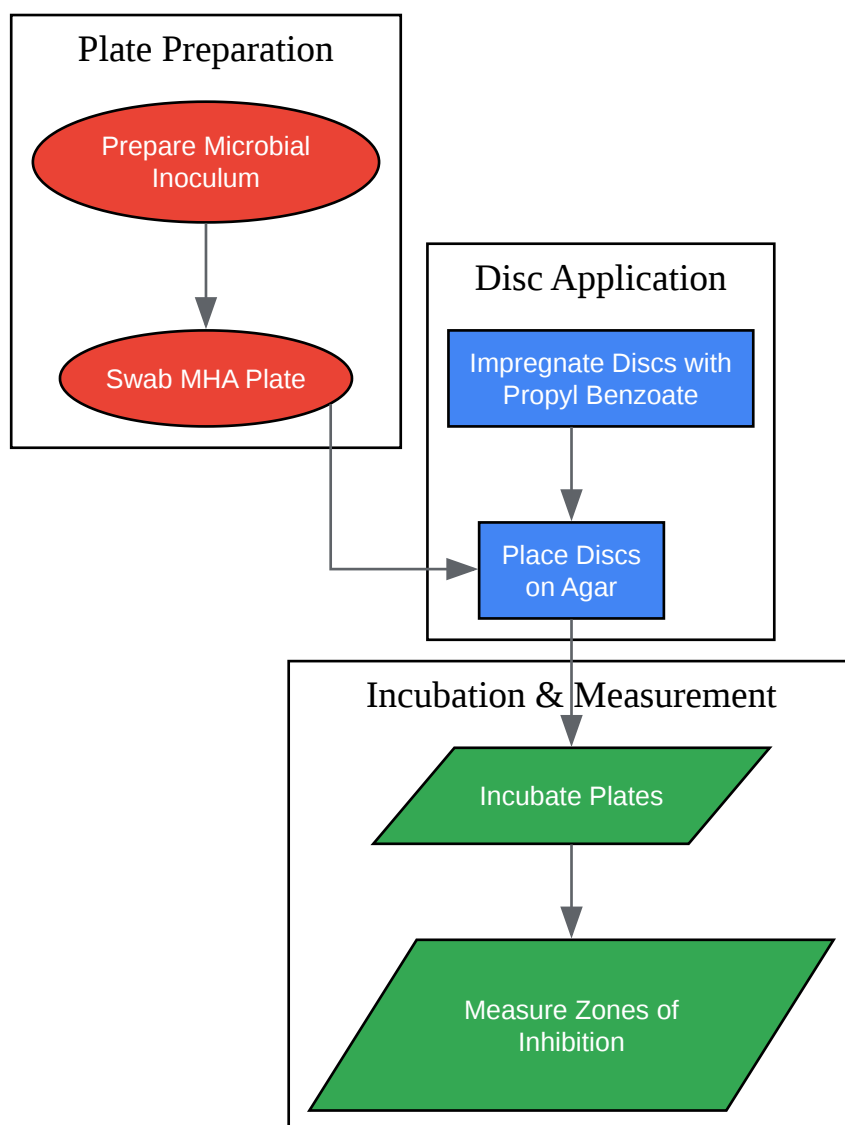 Plate Preparation
Prepare Microbial
Inoculum
Swab MHA Plate
Disc Application
Impregnate Discs with
Propyl Benzoate
Place Discs
on Agar
Incubation & Measurement
Incubate Plates
Measure Zones of
Inhibition